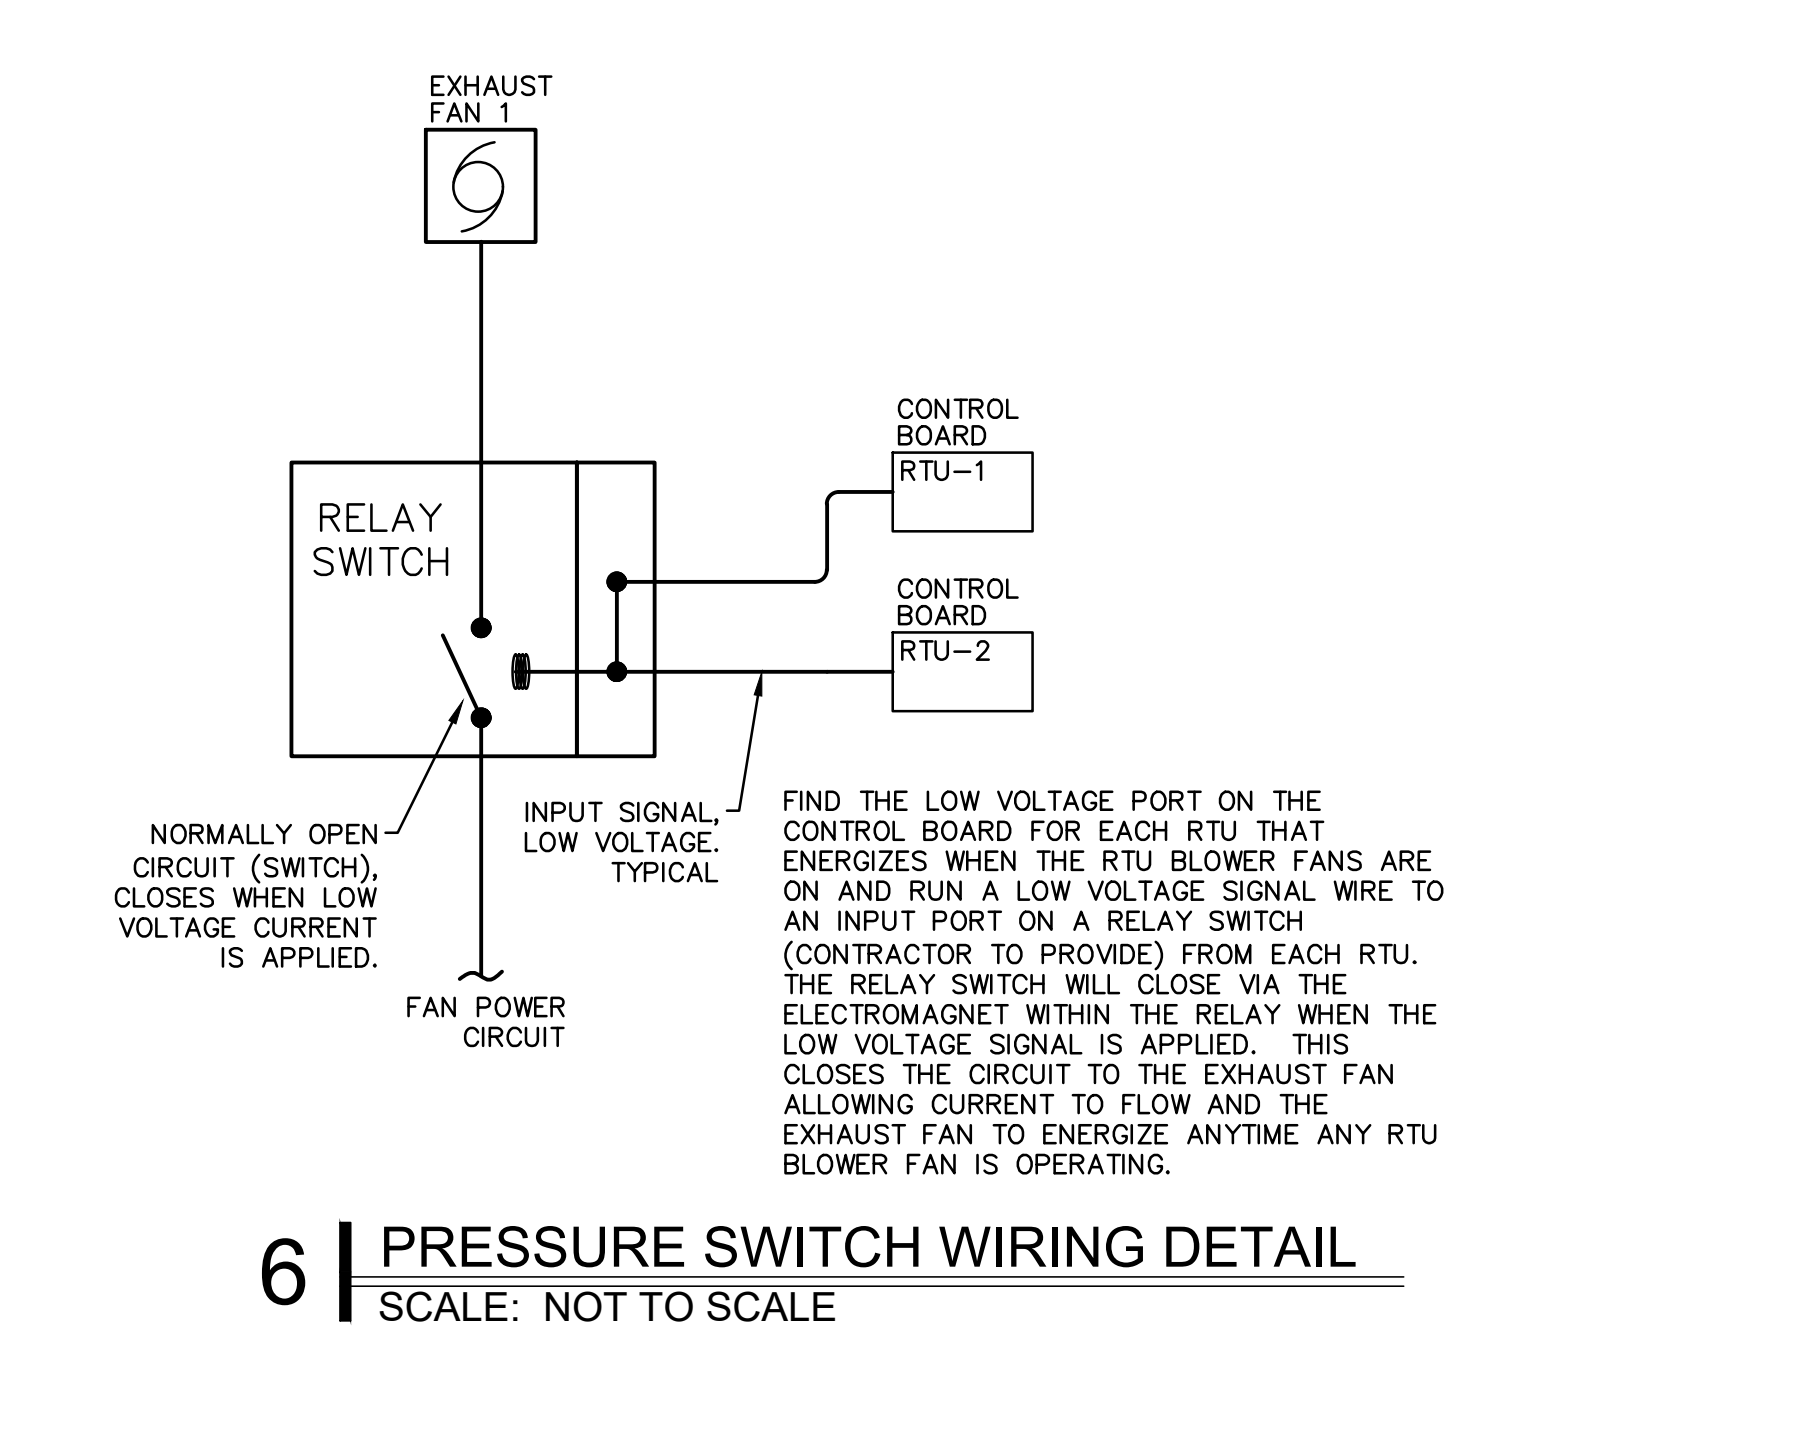 EXHAUST
FAN 1
RELAY
SWITCH
CONTROL
BOARD
RTU-1
CONTROL
BOARD
RTU-2
NORMALLY OPEN
CIRCUIT (SWITCH),
CLOSES WHEN LOW
VOLTAGE CURRENT
IS APPLIED.
INPUT SIGNAL,
LOW VOLTAGE.
TYPICAL
FAN POWER
CIRCUIT
FIND THE LOW VOLTAGE PORT ON THE
CONTROL BOARD FOR EACH RTU THAT
ENERGIZES WHEN THE RTU BLOWER FANS ARE
ON AND RUN A LOW VOLTAGE SIGNAL WIRE TO
AN INPUT PORT ON A RELAY SWITCH
(CONTRACTOR TO PROVIDE) FROM EACH RTU.
THE RELAY SWITCH WILL CLOSE VIA THE
ELECTROMAGNET WITHIN THE RELAY WHEN THE
LOW VOLTAGE SIGNAL IS APPLIED. THIS
CLOSES THE CIRCUIT TO THE EXHAUST FAN
ALLOWING CURRENT TO FLOW AND THE
EXHAUST FAN TO ENERGIZE ANYTIME ANY RTU
BLOWER FAN IS OPERATING.
6
PRESSURE SWITCH WIRING DETAIL
SCALE: NOT TO SCALE